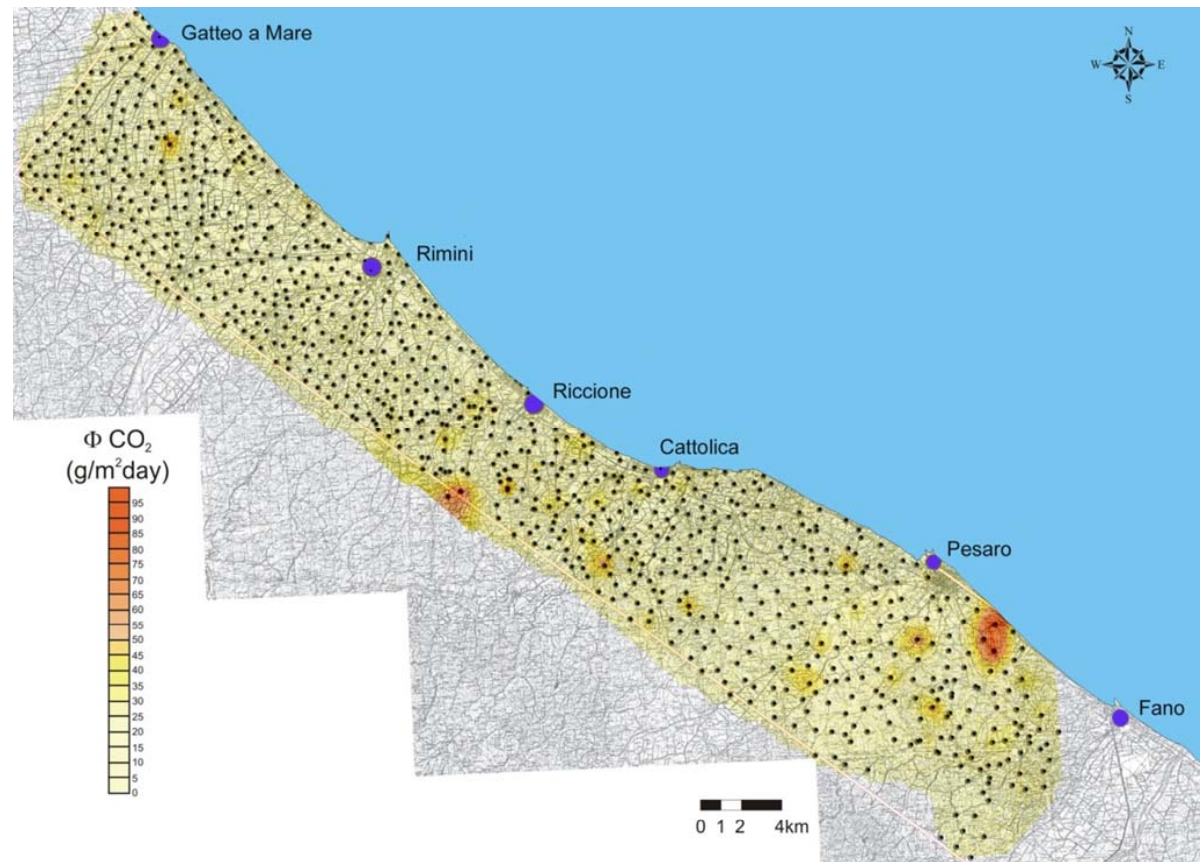 Gatteo a Mare
N
W
E
S
Rimini
Riccione
Cattolica
Φ CO₂
(g/m²day)
95
90
85
80
75
70
65
60
55
50
45
40
35
30
25
20
15
10
5
0
Pesaro
Fano
0 1 2 4km